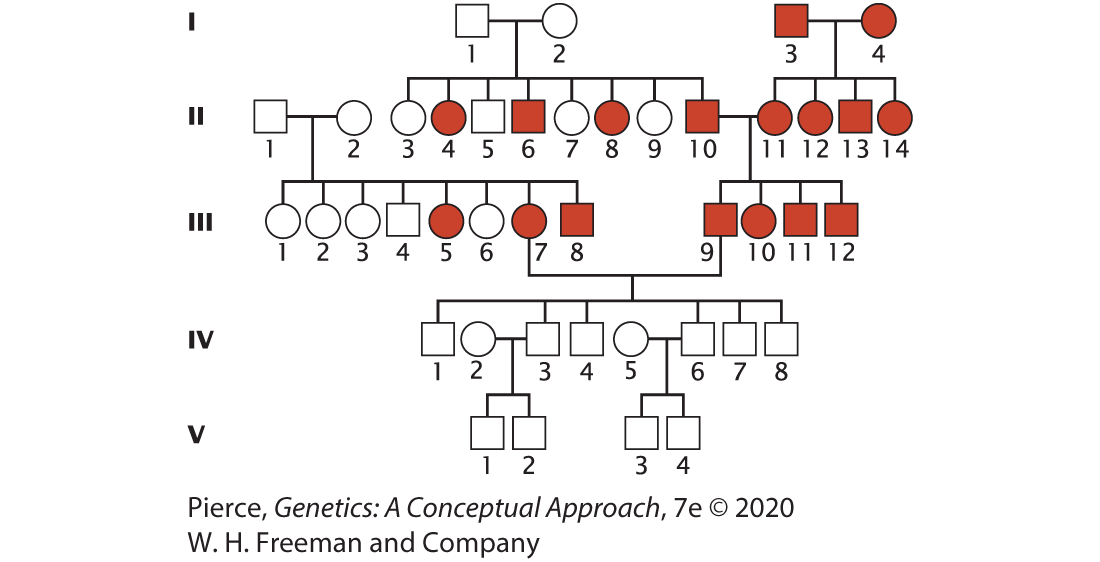 I
1 2 3 4
II
1 2 3 4 5 6 7 8 9 10 11 12 13 14
III
1 2 3 4 5 6 7 8 9 10 11 12
IV
1 2 3 4 5 6 7 8
V
1 2 3 4
Pierce, Genetics: A Conceptual Approach, 7e © 2020
W. H. Freeman and Company